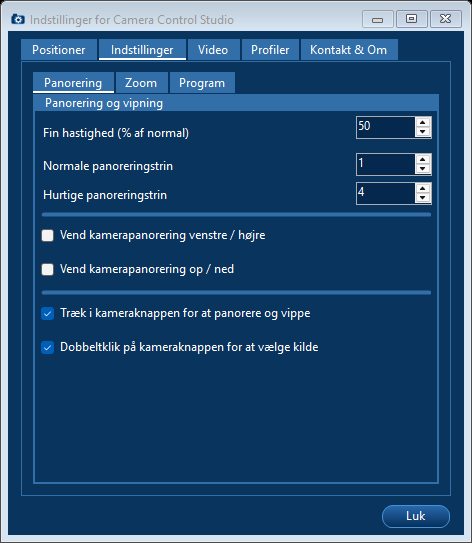 Indstillinger for Camera Control Studio
Positioner Indstillinger Video Profiler Kontakt & Om
Panorering Zoom Program
Panorering og vipning
Fin hastighed (% af normal) 50
Normale panoreringstrin 1
Hurtige panoreringstrin 4
Vend kamerapanorering venstre / højre
Vend kamerapanorering op / ned
Træk i kameraknappen for at panorere og vippe
Dobbeltklik på kameraknappen for at vælge kilde
Luk